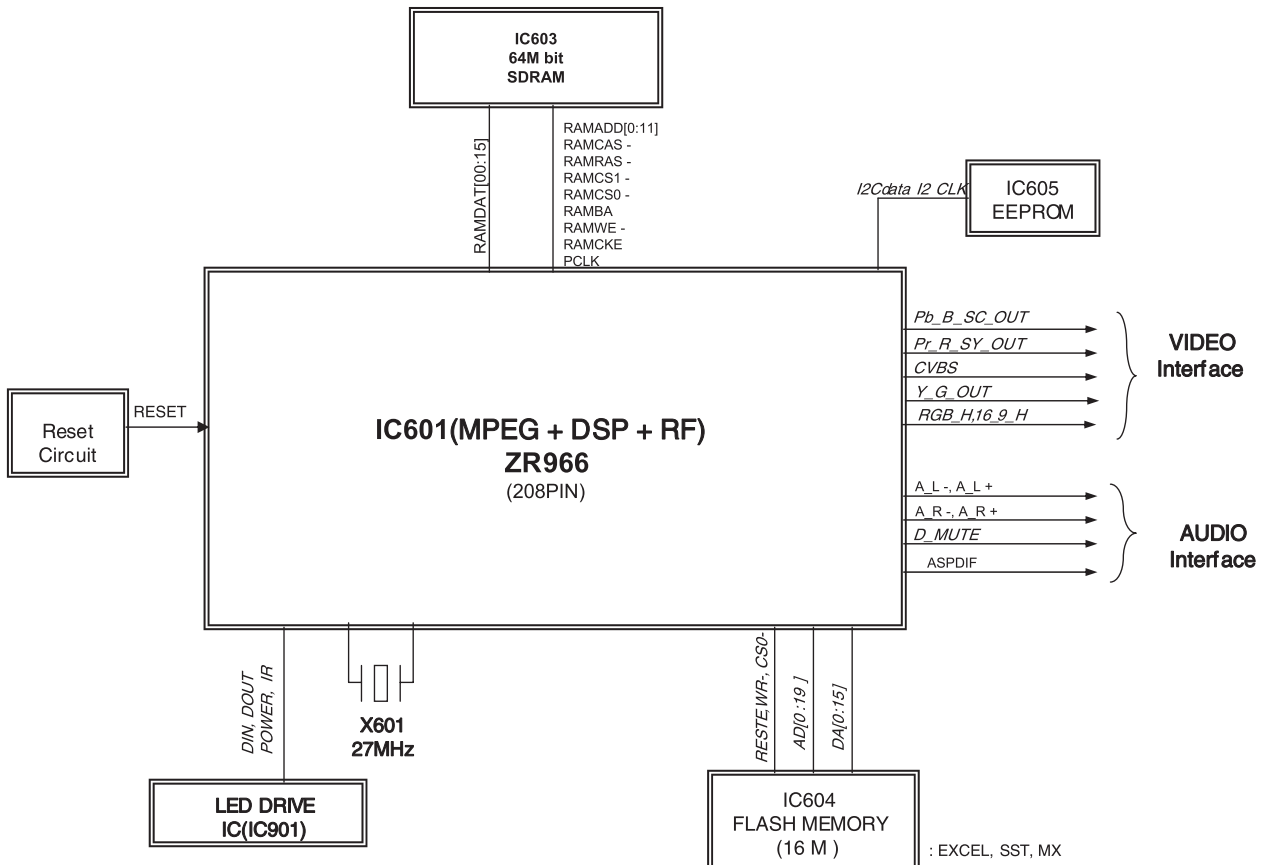 IC603
64M bit
SDRAM
RAMDAT[00:15]
RAMADD[0:11]
RAMCAS -
RAMRAS -
RAMCS1 -
RAMCS0 -
RAMBA
RAMWE -
RAMCKE
PCLK
I2Cdata I2 CLK
IC605
EEPROM
Pb_B_SC_OUT
Pr_R_SY_OUT
CVBS
Y_G_OUT
RGB_H,16_9_H
VIDEO
Interface
Reset
Circuit
RESET
IC601(MPEG + DSP + RF)
ZR966
(208PIN)
A_L -, A_L +
A_R -, A_R +
D_MUTE
ASPDIF
AUDIO
Interface
DIN, DOUT
POWER, IR
X601
27MHz
RESTE,WR-, CS0-
AD[0:19 ]
DA[0:15]
LED DRIVE
IC(IC901)
IC604
FLASH MEMORY
(16 M )
: EXCEL, SST, MX